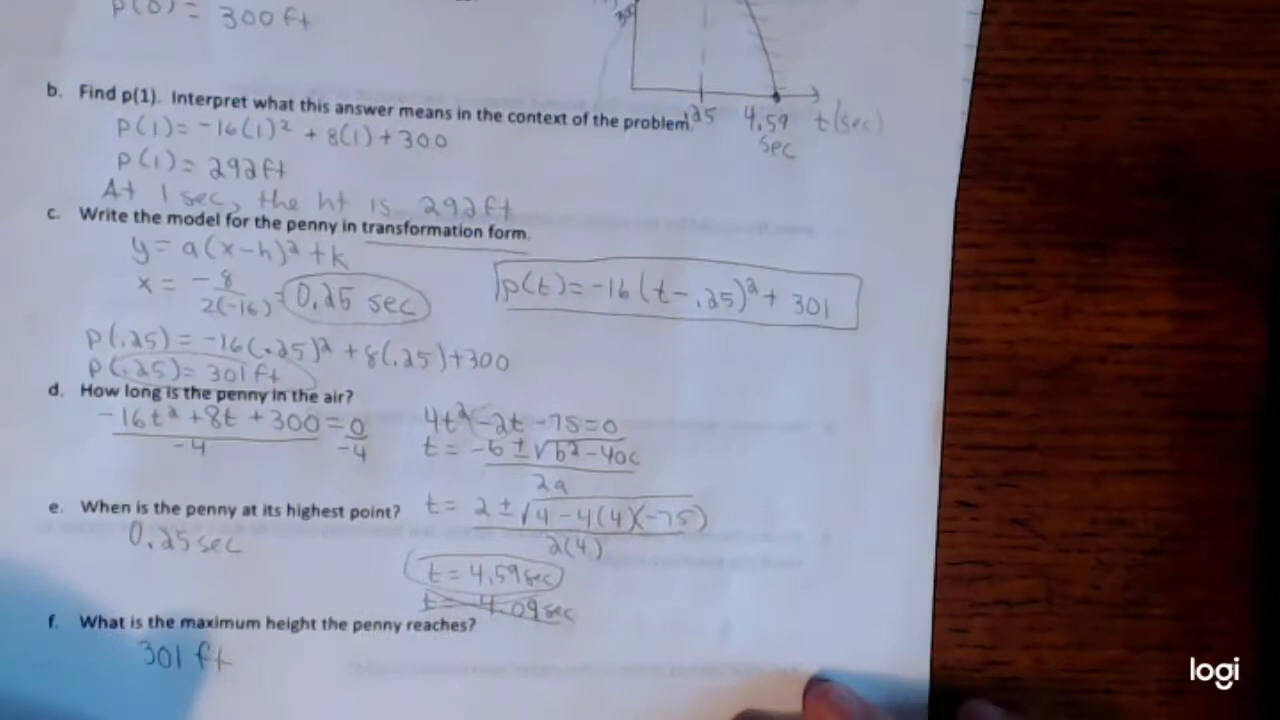 p(0) = 300 ft
300
b. Find p(1). Interpret what this answer means in the context of the problem.
.25 4.59 t(sec)
sec
p(1) = -16(1)² + 8(1) + 300
p(1) = 292 ft
At 1 sec, the ht is 292 ft
c. Write the model for the penny in transformation form.
y = a(x-h)² + k
x = -8/2(-16) = 0.25 sec
p(t) = -16(t-.25)² + 301
p(.25) = -16(.25)² + 8(.25) + 300
p(.25) = 301 ft
d. How long is the penny in the air?
-16t² + 8t + 300 = 0
-4 -4
4t² - 2t - 75 = 0
t = -b ± √b² - 4ac
2a
e. When is the penny at its highest point?
0.25 sec
t = 2 ± √4 - 4(4)(-75)
2(4)
t = 4.59 sec
t = -4.09 sec
f. What is the maximum height the penny reaches?
301 ft
logi